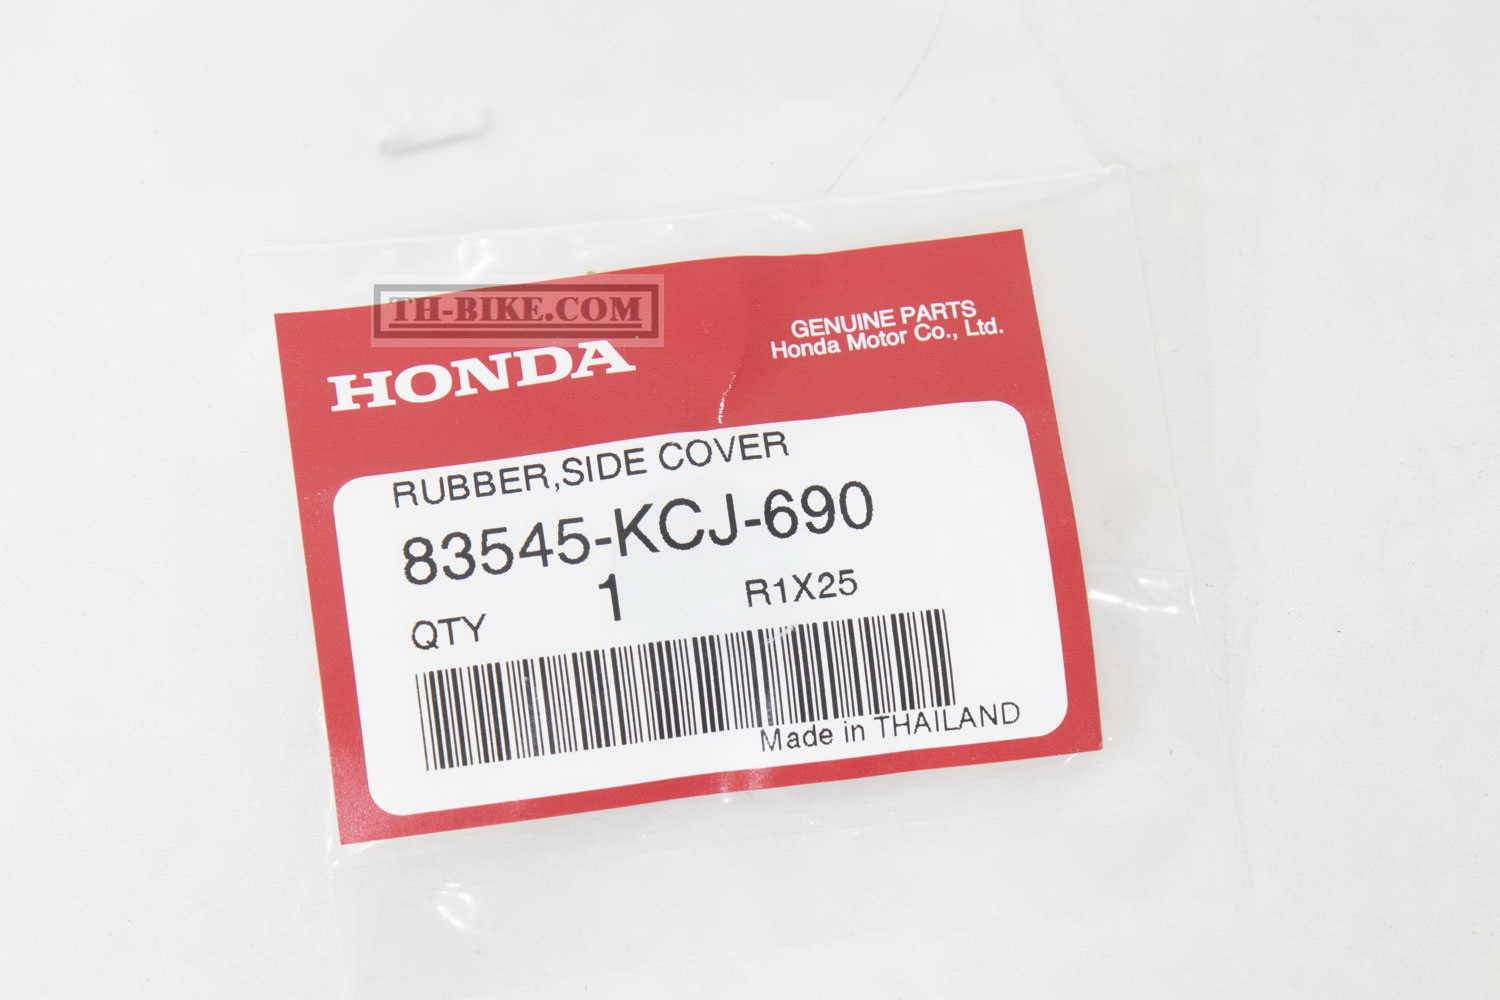 TH-BIKE.COM
HONDA
GENUINE PARTS
Honda Motor Co., Ltd.
RUBBER,SIDE COVER
83545-KCJ-690
QTY 1 R1X25
Made in THAILAND